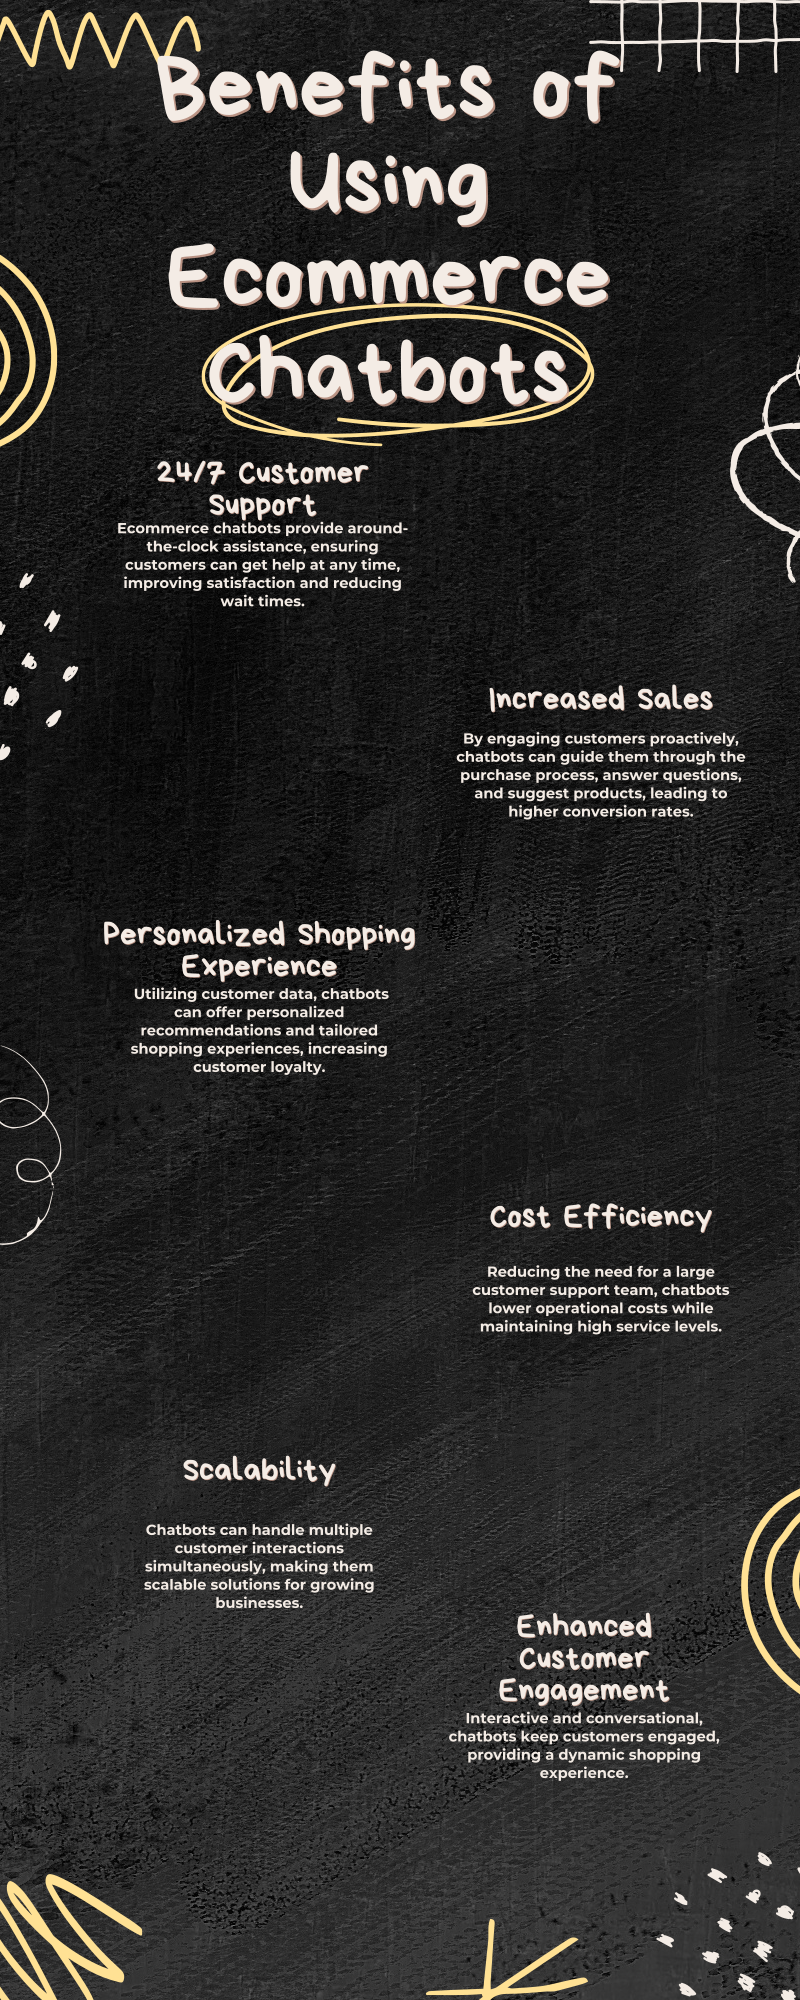 Benefits of
Using
Ecommerce
Chatbots
24/7 Customer
Support
Ecommerce chatbots provide around-
the-clock assistance, ensuring
customers can get help at any time,
improving satisfaction and reducing
wait times.
Increased Sales
By engaging customers proactively,
chatbots can guide them through the
purchase process, answer questions,
and suggest products, leading to
higher conversion rates.
Personalized Shopping
Experience
Utilizing customer data, chatbots
can offer personalized
recommendations and tailored
shopping experiences, increasing
customer loyalty.
Cost Efficiency
Reducing the need for a large
customer support team, chatbots
lower operational costs while
maintaining high service levels.
Scalability
Chatbots can handle multiple
customer interactions
simultaneously, making them
scalable solutions for growing
businesses.
Enhanced
Customer
Engagement
Interactive and conversational,
chatbots keep customers engaged,
providing a dynamic shopping
experience.